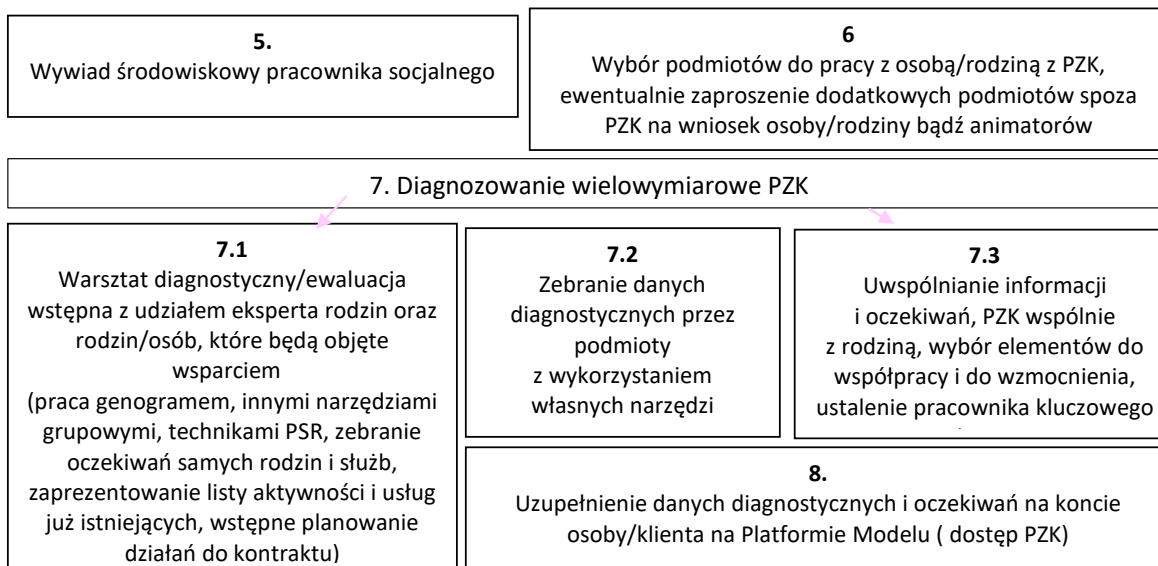 5.
Wywiad środowiskowy pracownika socjalnego
6
Wybór podmiotów do pracy z osobą/rodziną z PZK,
ewentualnie zaproszenie dodatkowych podmiotów spoza
PZK na wniosek osoby/rodziny bądź animatorów
7. Diagnozowanie wielowymiarowe PZK
7.1
Warsztat diagnostyczny/ewaluacja
wstępna z udziałem eksperta rodzin oraz
rodzin/osób, które będą objęte
wsparciem
(praca genogramem, innymi narzędziami
grupowymi, technikami PSR, zebranie
oczekiwań samych rodzin i służb,
zaprezentowanie listy aktywności i usług
już istniejących, wstępne planowanie
działań do kontraktu)
7.2
Zebranie danych
diagnostycznych przez
podmioty
z wykorzystaniem
własnych narzędzi
7.3
Uwspólnianie informacji
i oczekiwań, PZK wspólnie
z rodziną, wybór elementów do
współpracy i do wzmocnienia,
ustalenie pracownika kluczowego
8.
Uzupełnienie danych diagnostycznych i oczekiwań na koncie
osoby/klienta na Platformie Modelu ( dostęp PZK)